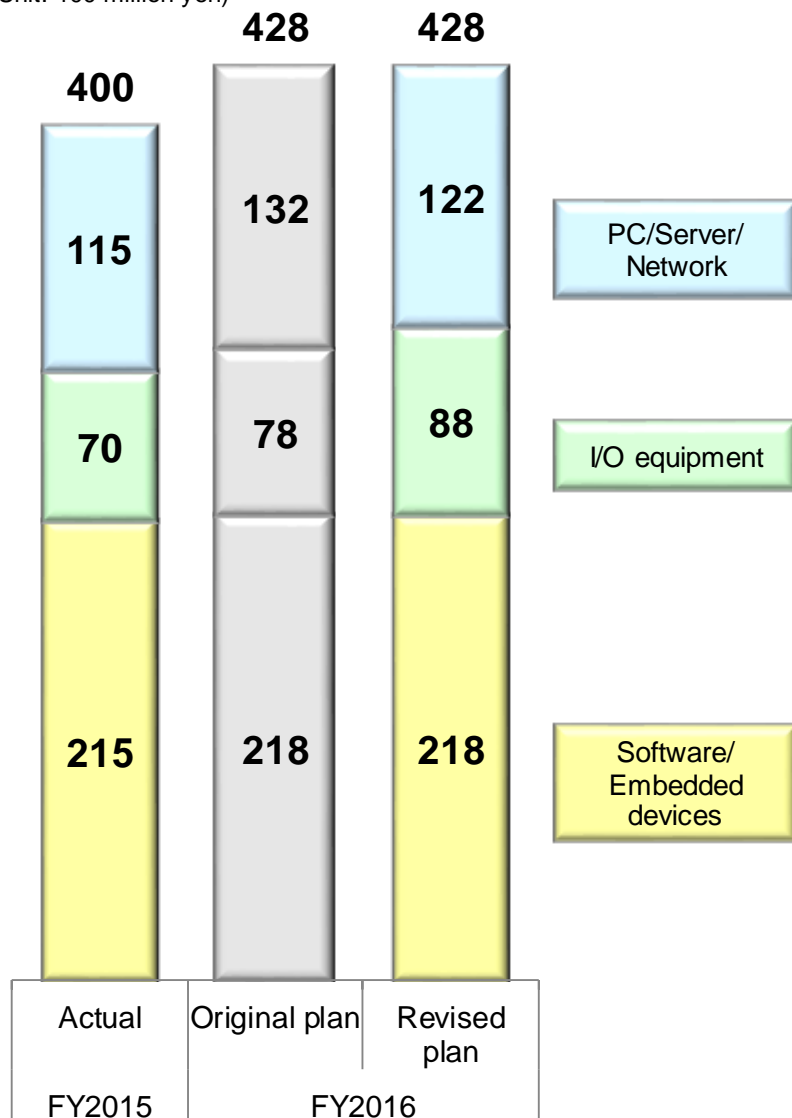 100 million yen)
428
428
400
132
122
115
PC/Server/
Network
78
88
70
I/O equipment
218
218
215
Software/
Embedded
devices
Actual
Original plan
Revised
plan
FY2015
FY2016